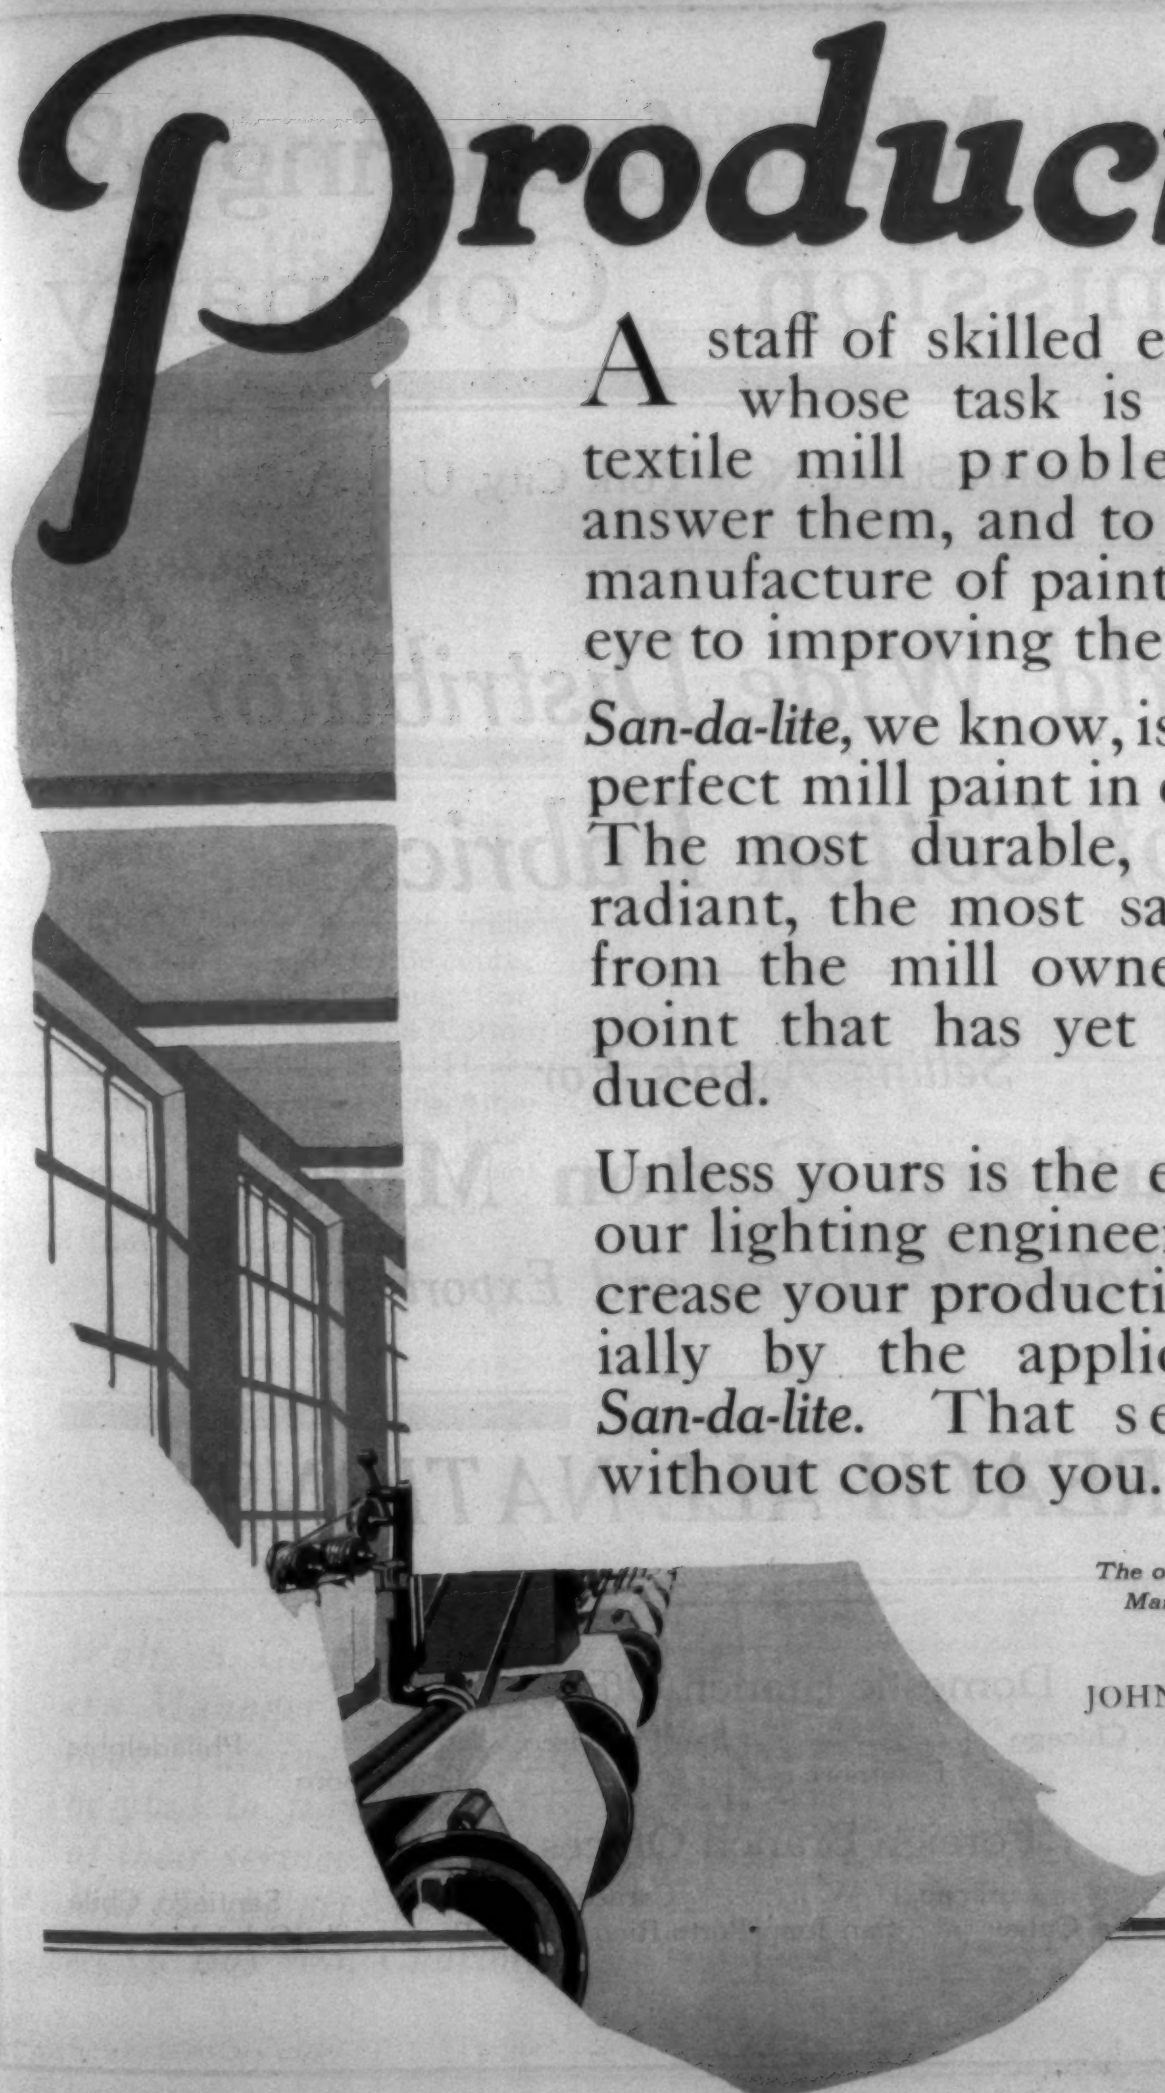 Produc
A staff of skilled e
whose task is
textile mill proble
answer them, and to
manufacture of paint
eye to improving the
San-da-lite, we know, is
perfect mill paint in
The most durable,
radiant, the most sa
from the mill owne
point that has yet
duced.
Unless yours is the e
our lighting enginee
crease your producti
ially by the applic
San-da-lite. That se
without cost to you.
The o
Ma
JOHN